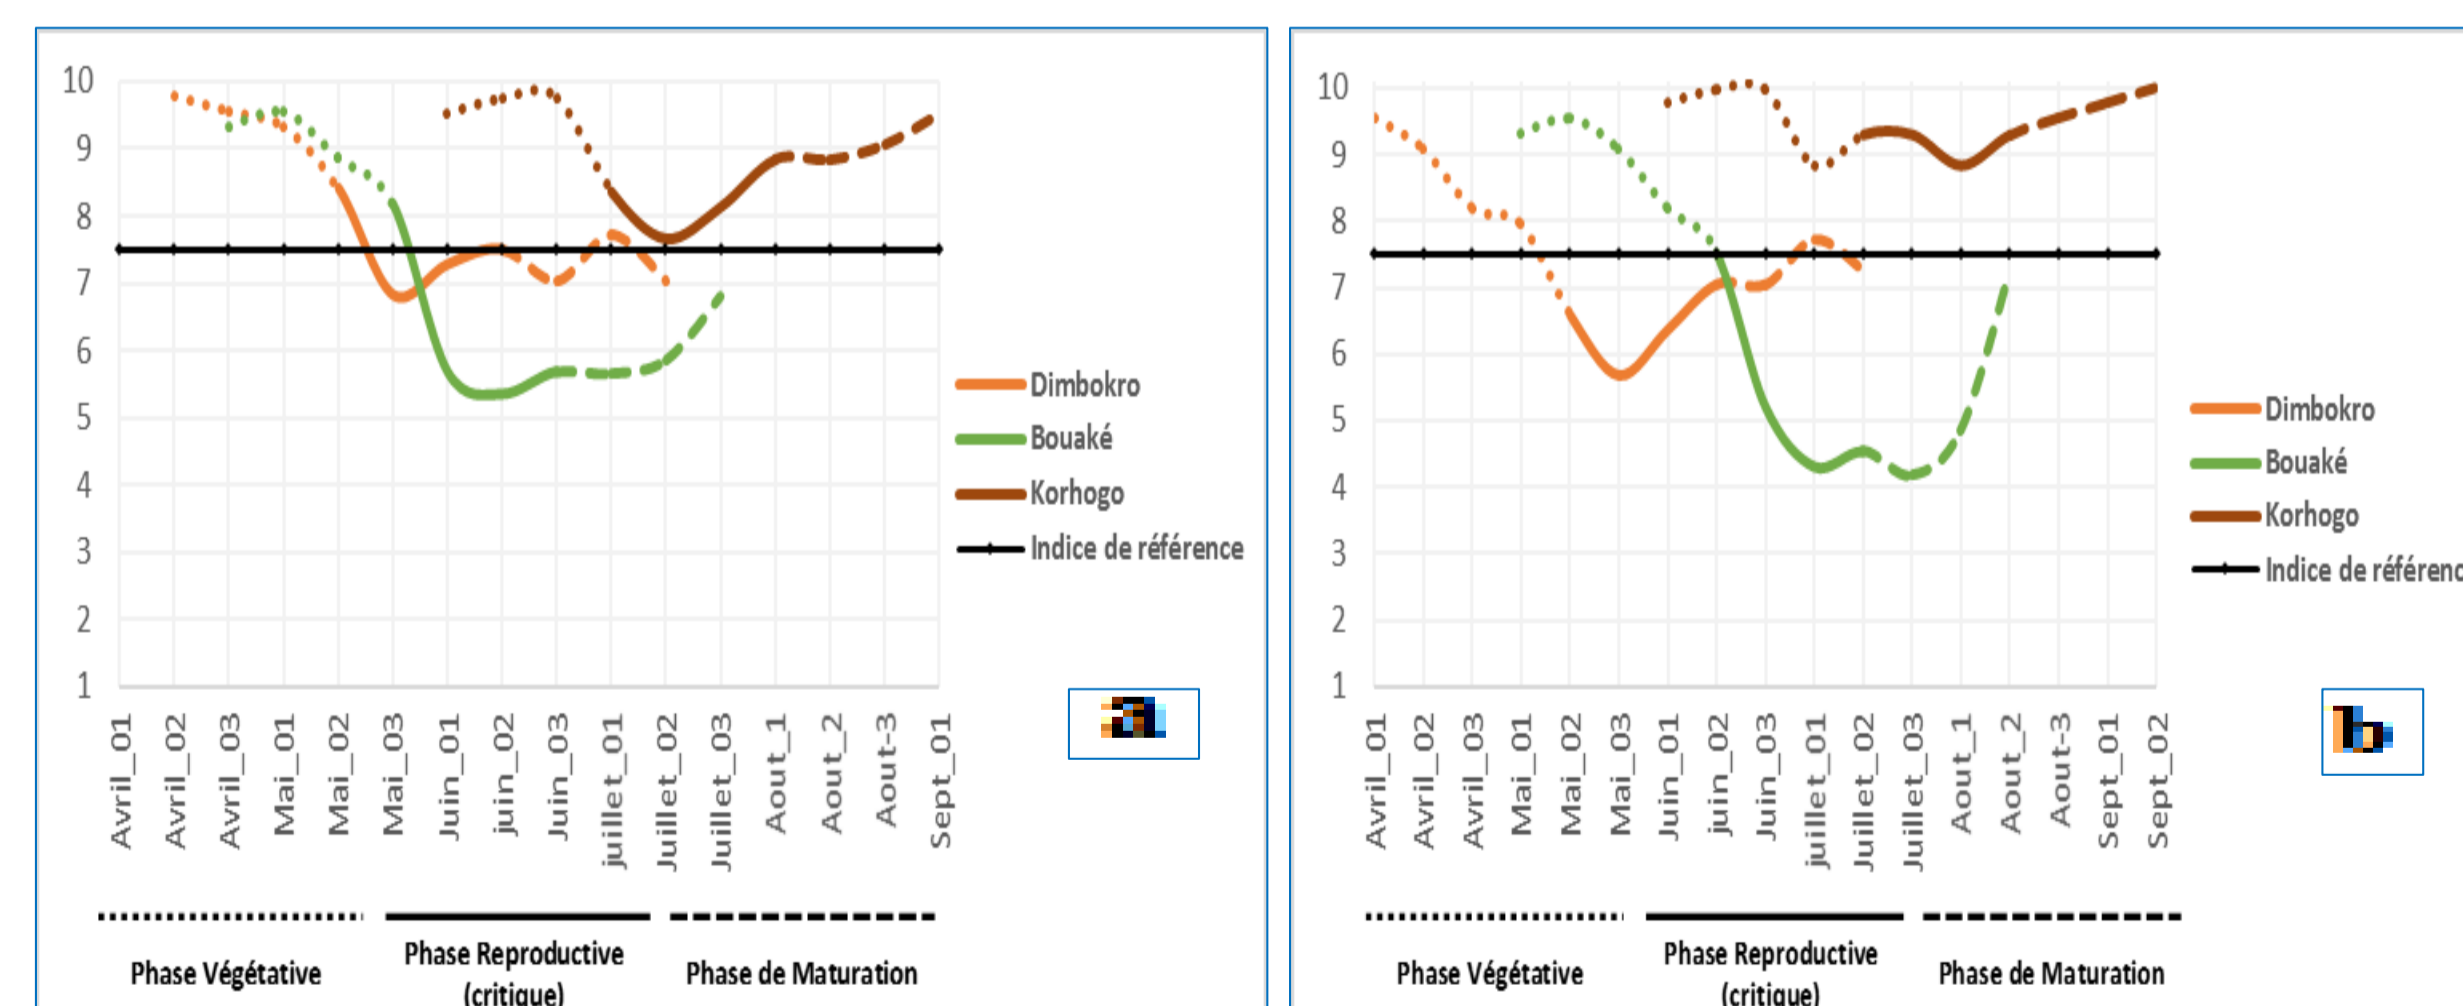 10
9
8
7
6
5
4
3
2
1
Avril_01
Avril_02
Avril_03
Mai_01
Mai_02
Mai_03
Juin_01
juin_02
Juin_03
juillet_01
Juillet_02
Juillet_03
Aout_1
Aout_2
Aout-3
Sept_01
Dimbokro
Bouaké
Korhogo
Indice de référence
a
Phase Végétative
Phase Reproductive
(critique)
Phase de Maturation
10
9
8
7
6
5
4
3
2
1
Avril_01
Avril_02
Avril_03
Mai_01
Mai_02
Mai_03
Juin_01
juin_02
Juin_03
juillet_01
Juillet_02
Juillet_03
Aout_1
Aout_2
Aout-3
Sept_01
Sept_02
Dimbokro
Bouaké
Korhogo
Indice de référenc
b
Phase Végétative
Phase Reproductive
(critique)
Phase de Maturation